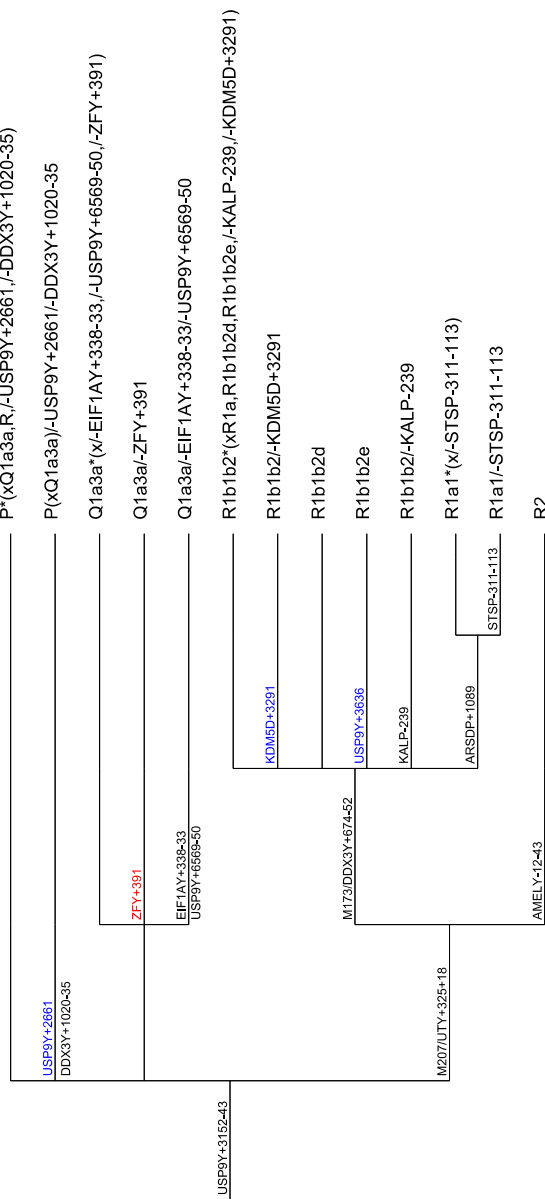 P*(xQ1a3a,R,/-USP9Y+2661,/-DDX3Y+1020-35)
P(xQ1a3a)/-USP9Y+2661/-DDX3Y+1020-35
Q1a3a*(x/-EIF1AY+338-33,/-USP9Y+6569-50,/-ZFY+391)
Q1a3a/-ZFY+391
Q1a3a/-EIF1AY+338-33/-USP9Y+6569-50
R1b1b2*(xR1a,R1b1b2d,R1b1b2e,/-KALP-239,/-KDM5D+3291)
R1b1b2/-KDM5D+3291
R1b1b2d
R1b1b2e
R1b1b2/-KALP-239
R1a1*(x/-STSP-311-113)
R1a1/-STSP-311-113
R2
STSP-311-113
KDM5D+3291
USP9Y+3636
KALP-239
ARSDP+1089
ZFY+391
EIF1AY+338-33
USP9Y+6569-50
M173/DDX3Y+674-52
AMELY-12-43
USP9Y+2661
DDX3Y+1020-35
M207/UTY+325+18
USP9Y+3152-43